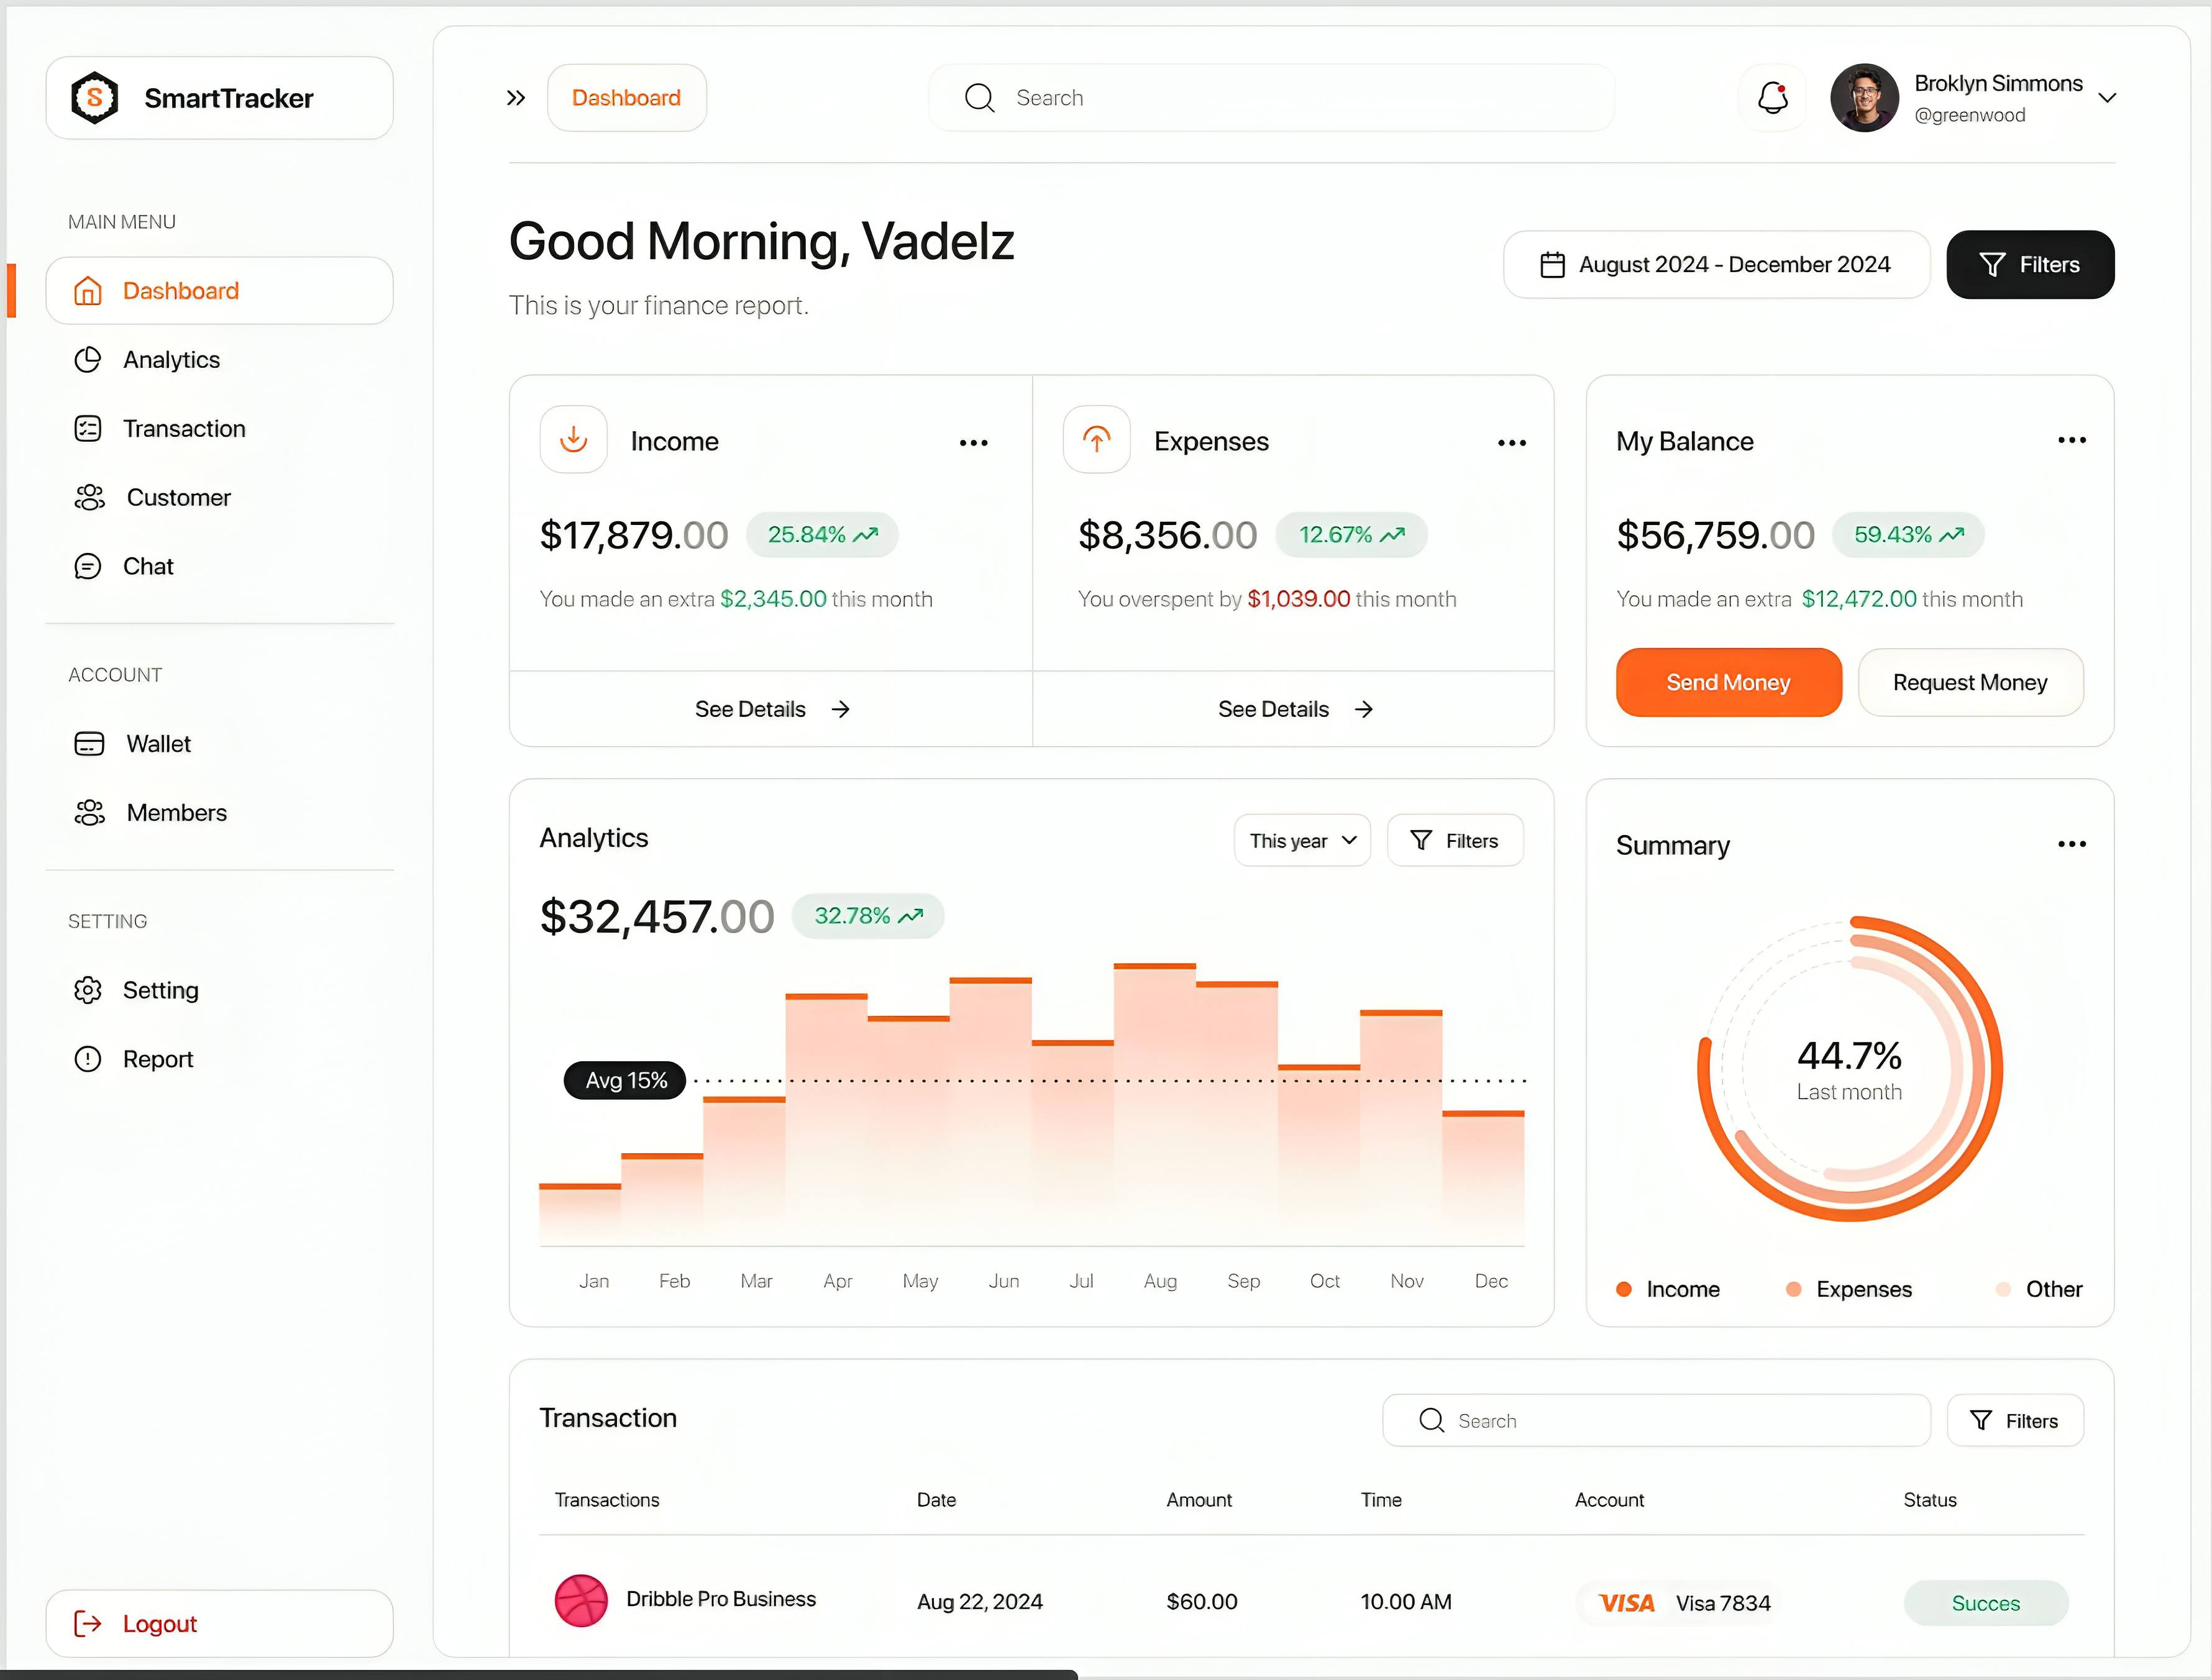 SmartTracker
MAIN MENU
Dashboard
Analytics
Transaction
Customer
Chat
ACCOUNT
Wallet
Members
SETTING
Setting
Report
Logout
Dashboard
Search
Broklyn Simmons
@greenwood
Good Morning, Vadelz
This is your finance report.
August 2024 - December 2024
Filters
Income
$17,879.00 25.84%
You made an extra $2,345.00 this month
See Details
Expenses
$8,356.00 12.67%
You overspent by $1,039.00 this month
See Details
My Balance
$56,759.00 59.43%
You made an extra $12,472.00 this month
Send Money
Request Money
Analytics
This year
Filters
$32,457.00 32.78%
Avg 15%
Jan Feb Mar Apr May Jun Jul Aug Sep Oct Nov Dec
Summary
44.7%
Last month
Income Expenses Other
Transaction
Search
Filters
Transactions Date Amount Time Account Status
Dribble Pro Business Aug 22, 2024 $60.00 10.00 AM VISA Visa 7834 Succes